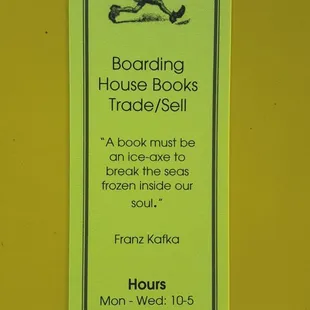 Boarding
House Books
Trade/Sell
"A book must be
an ice-axe to
break the seas
frozen inside our
soul."
Franz Kafka
Hours
Mon - Wed: 10-5